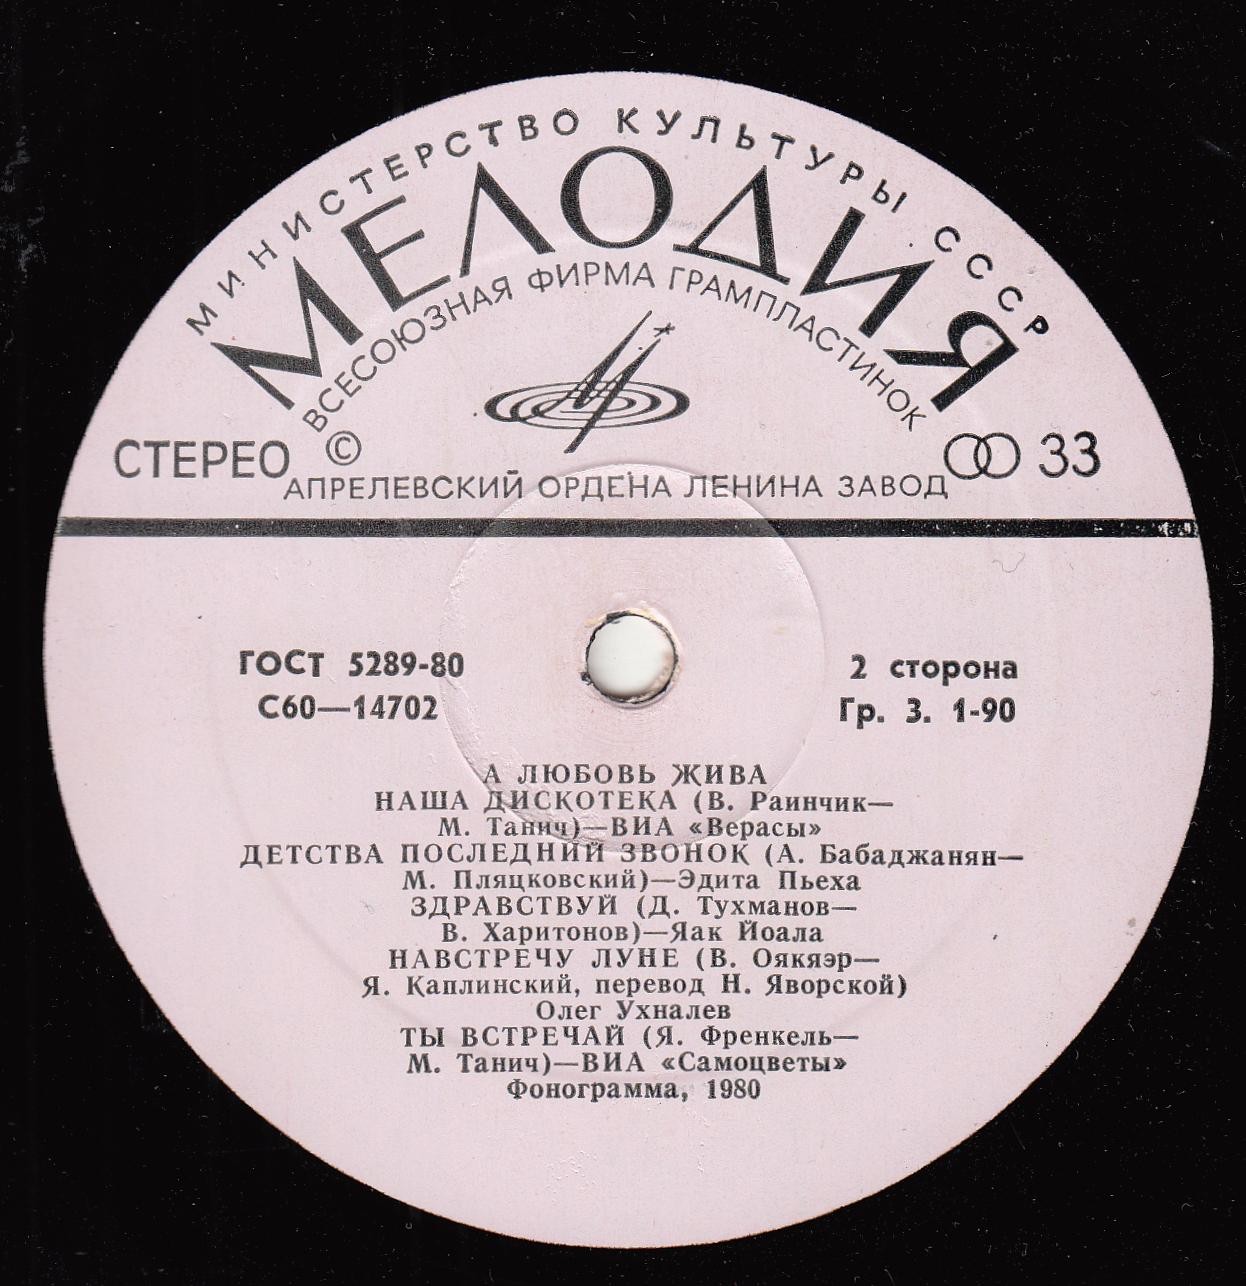 МИНИСТЕРСТВО КУЛЬТУРЫ СССР
МЕЛОДИЯ
ВСЕСОЮЗНАЯ ФИРМА ГРАМПЛАСТИНОК
СТЕРЕО © 33
АПРЕЛЕВСКИЙ ОРДЕНА ЛЕНИНА ЗАВОД
ГОСТ 5289-80 2 сторона
С60—14702 Гр. 3. 1-90
А ЛЮБОВЬ ЖИВА
НАША ДИСКОТЕКА (В. Раинчик—
М. Танич)—ВИА «Верасы»
ДЕТСТВА ПОСЛЕДНИЙ ЗВОНОК (А. Бабаджанян—
М. Пляцковский)—Эдита Пьеха
ЗДРАВСТВУЙ (Д. Тухманов—
В. Харитонов)—Яак Йоала
НАВСТРЕЧУ ЛУНЕ (В. Оякяэр—
Я. Каплинский, перевод Н. Яворской)
Олег Ухналев
ТЫ ВСТРЕЧАЙ (Я. Френкель—
М. Танич)—ВИА «Самоцветы»
Фонограмма, 1980